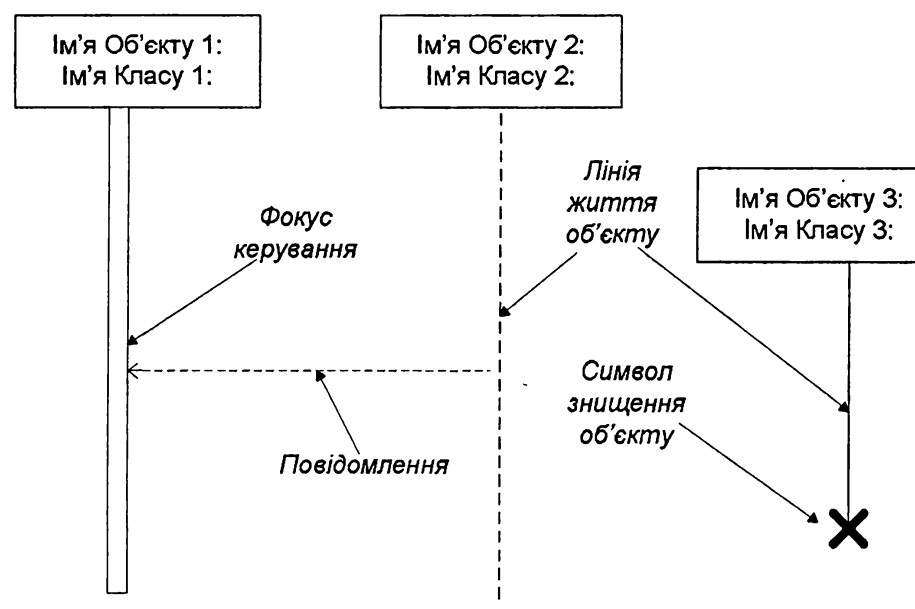 Ім’я Об’єкту 1:
Ім’я Класу 1:
Ім’я Об’єкту 2:
Ім’я Класу 2:
Ім’я Об’єкту 3:
Ім’я Класу 3:
Фокус
керування
Лінія
життя
об’єкту
Символ
знищення
об’єкту
Повідомлення